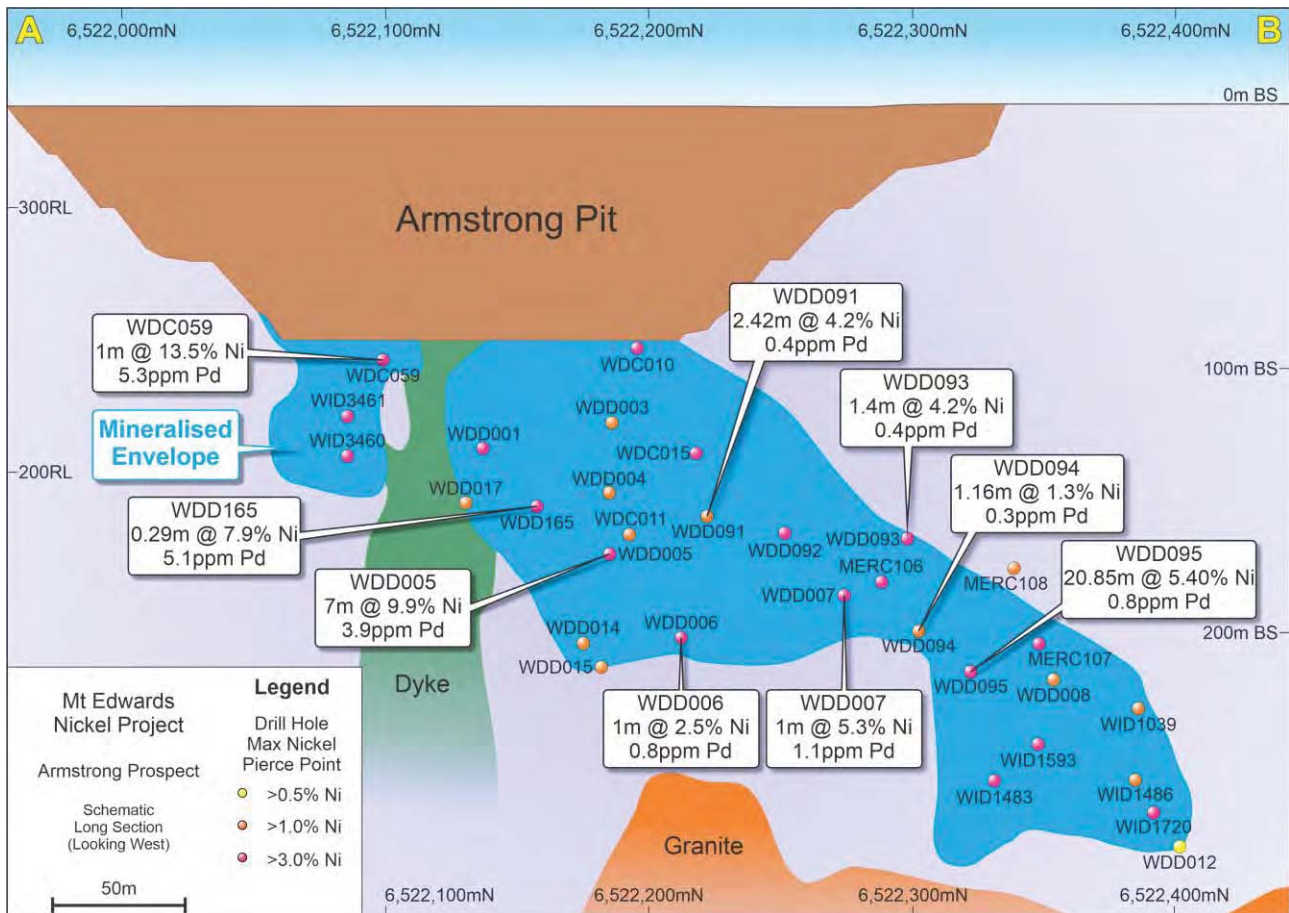 A
B
6,522,000mN
6,522,100mN
6,522,200mN
6,522,300mN
6,522,400mN
0m BS
300RL
Armstrong Pit
WDD091
2.42m @ 4.2% Ni
0.4ppm Pd
WDC059
1m @ 13.5% Ni
5.3ppm Pd
WDC010
WDC059
100m BS
WDD093
1.4m @ 4.2% Ni
0.4ppm Pd
WID3461
WDD003
Mineralised
Envelope
WID3460
WDD001
WDC015
200RL
WDD094
1.16m @ 1.3% Ni
0.3ppm Pd
WDD017
WDD004
WDD165
0.29m @ 7.9% Ni
5.1ppm Pd
WDD165
WDC011
WDD091
WDD092
WDD093
WDD005
MERC106
MERC108
WDD095
20.85m @ 5.40% Ni
0.8ppm Pd
WDD005
7m @ 9.9% Ni
3.9ppm Pd
WDD007
WDD014
WDD006
WDD094
200m BS
WDD015
MERC107
WDD095
WDD008
Dyke
WDD006
1m @ 2.5% Ni
0.8ppm Pd
WDD007
1m @ 5.3% Ni
1.1ppm Pd
WID1039
WID1593
WID1483
WID1486
WID1720
WDD012
Granite
Mt Edwards
Nickel Project
Armstrong Prospect
Schematic
Long Section
(Looking West)
50m
Legend
Drill Hole
Max Nickel
Pierce Point
>0.5% Ni
>1.0% Ni
>3.0% Ni
6,522,100mN
6,522,200mN
6,522,300mN
6,522,400mN